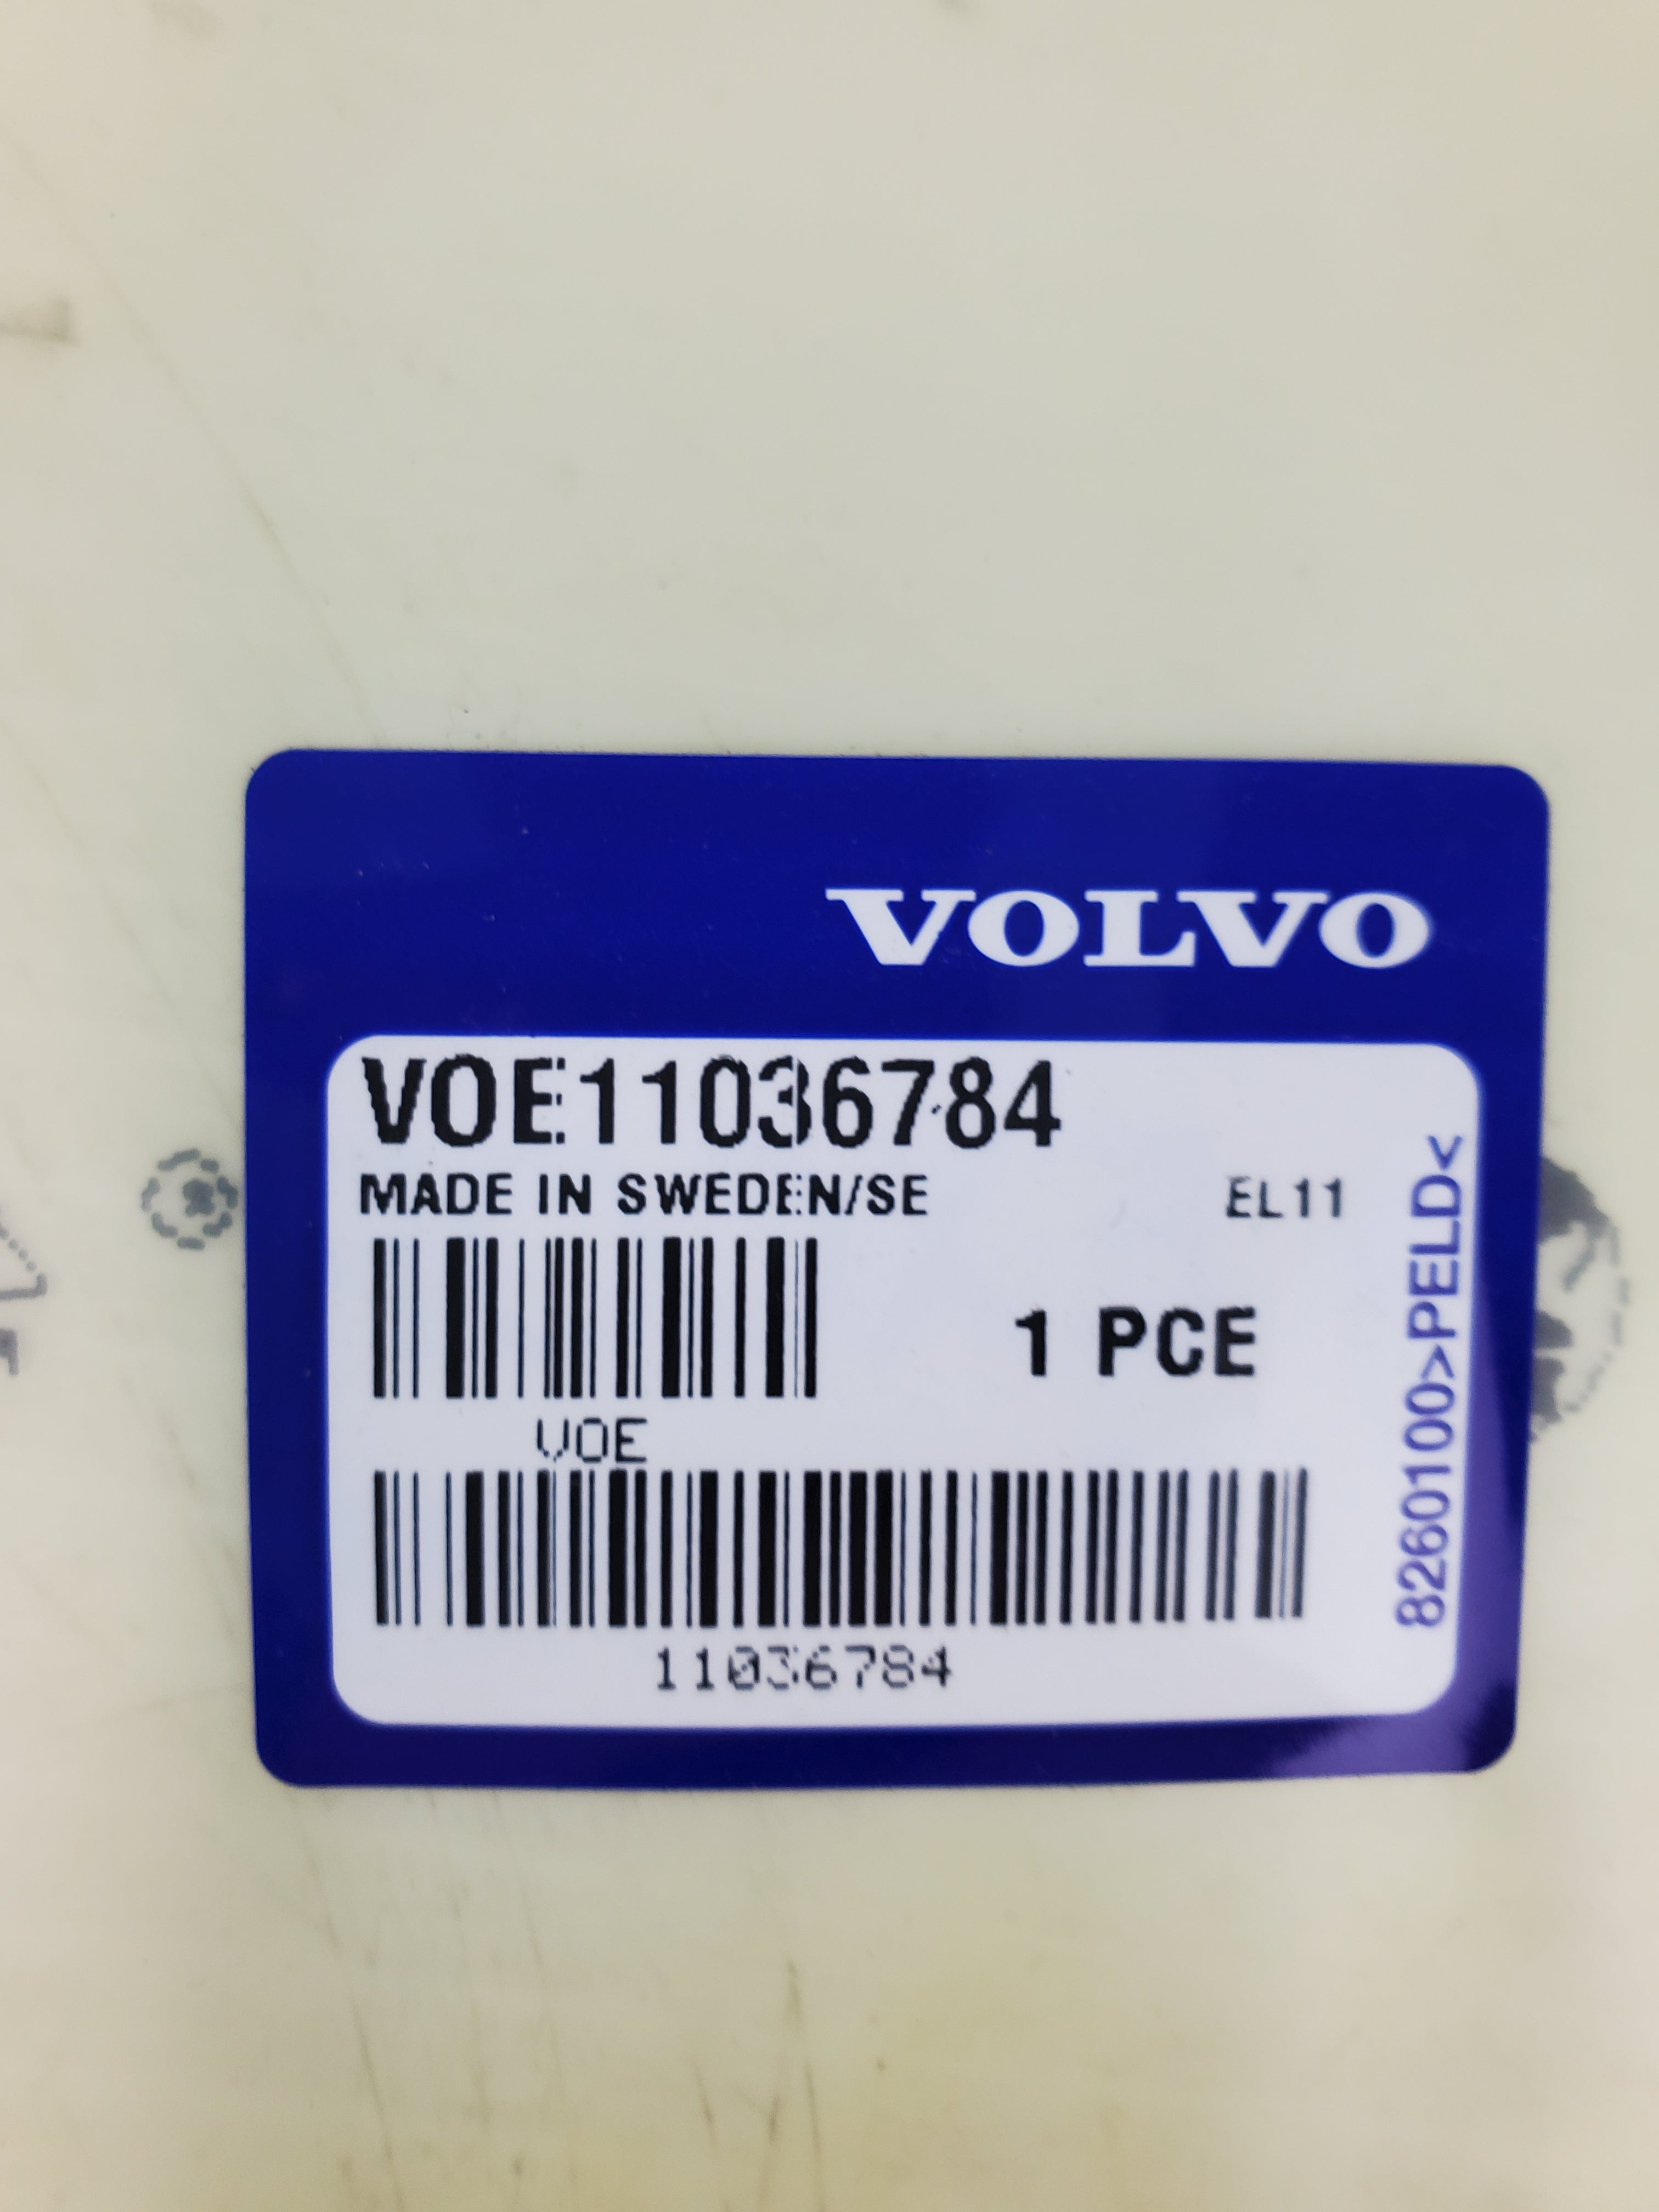 VOLVO
VOE11036784
MADE IN SWEDEN/SE
EL11
1 PCE
VOE
11036784
8260100>PELD<